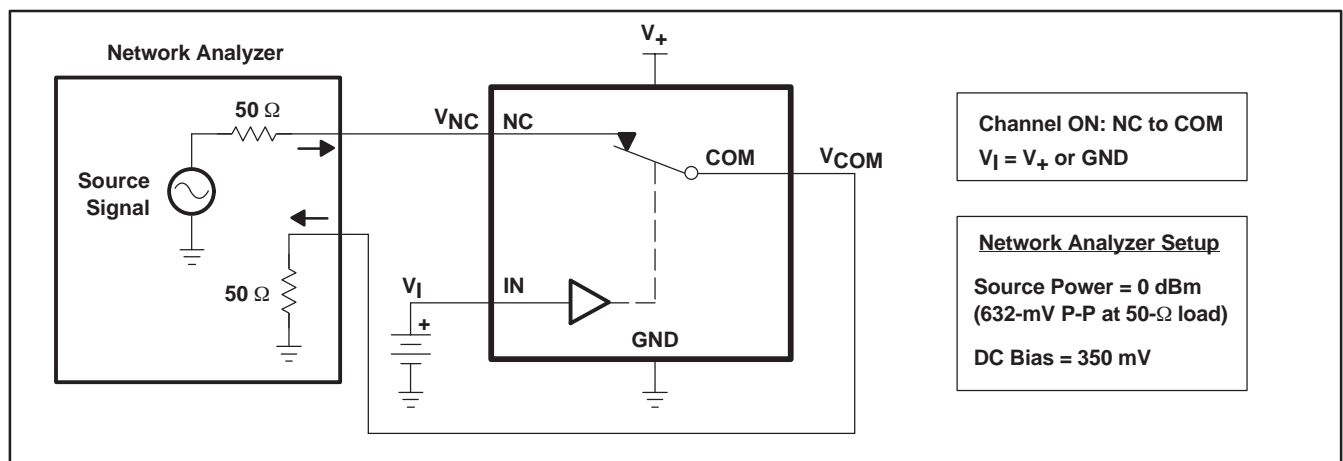 Network Analyzer
50 Ω
Source
Signal
50 Ω
V+
VNC
NC
COM
VCOM
VI
IN
+
GND
Channel ON: NC to COM
VI = V+ or GND
Network Analyzer Setup
Source Power = 0 dBm
(632-mV P-P at 50-Ω load)
DC Bias = 350 mV